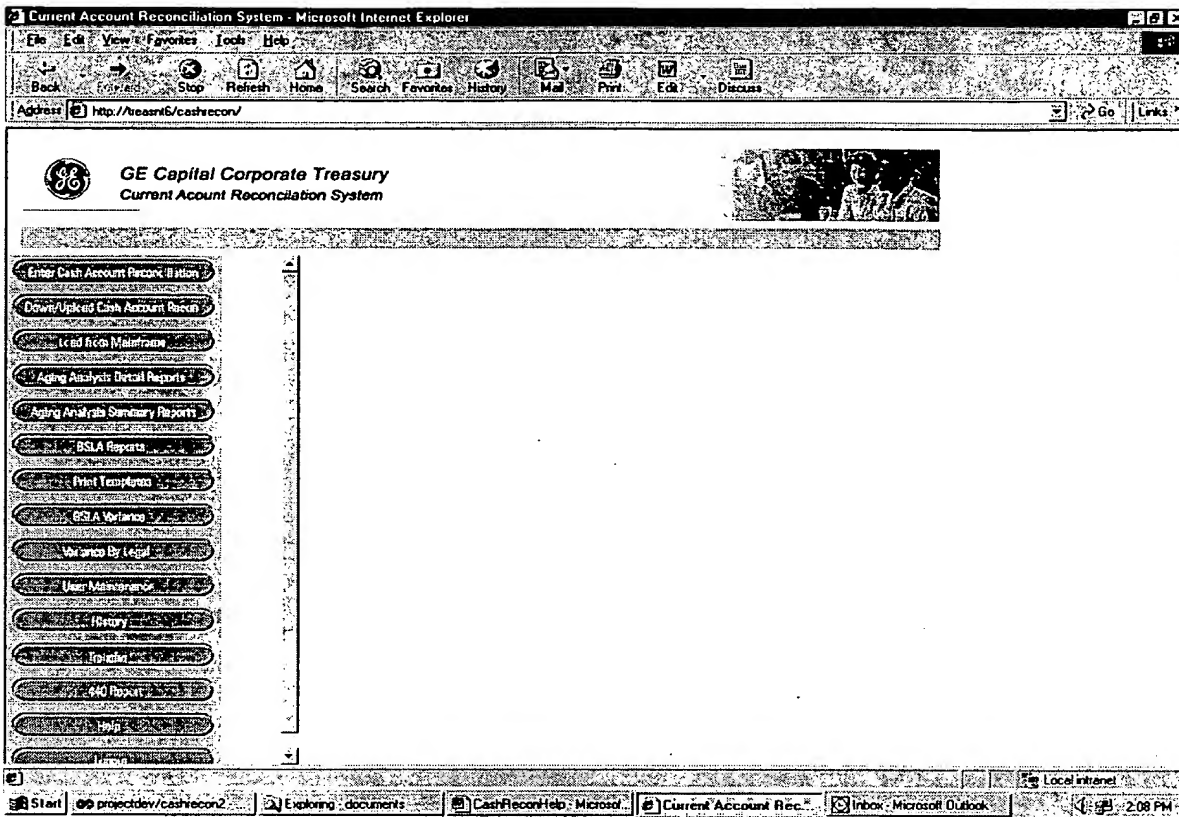 Current Account Reconciliation System - Microsoft Internet Explorer
File Edit View Favorites Tools Help
Back Forward Stop Refresh Home Search Favorites History Mail Print Edit Discuss
Address http://treasnt6/cashrecon/ Go Links
GE Capital Corporate Treasury
Current Acount Reconcilation System
Enter Cash Account Reconciliation
Down/Upload Cash Account Recon
Load from Mainframe
Aging Analysis Detail Reports
Aging Analysis Summary Reports
BSLA Reports
Print Templates
BSLA Variance
Variance By Legal
User Maintenance
History
440 Report
Help
Local intranet
Start projectdev/cashrecon2 Exploring documents CashReconHelp Microsof... Current Account Rec... Inbox - Microsoft Outlook 2:08 PM